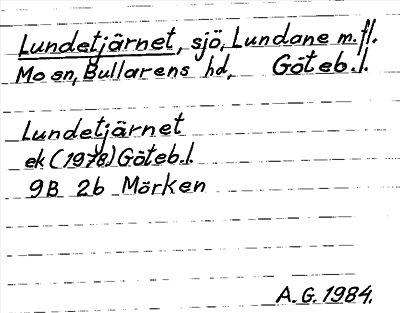 Lundetjärnet, sjö, Lundane m.fl.
Mo sn, Bullarens hd, Göteb.l.
Lundetjärnet
ek (1978) Göteb.l.
9B 2b Mörken
A.G. 1984.